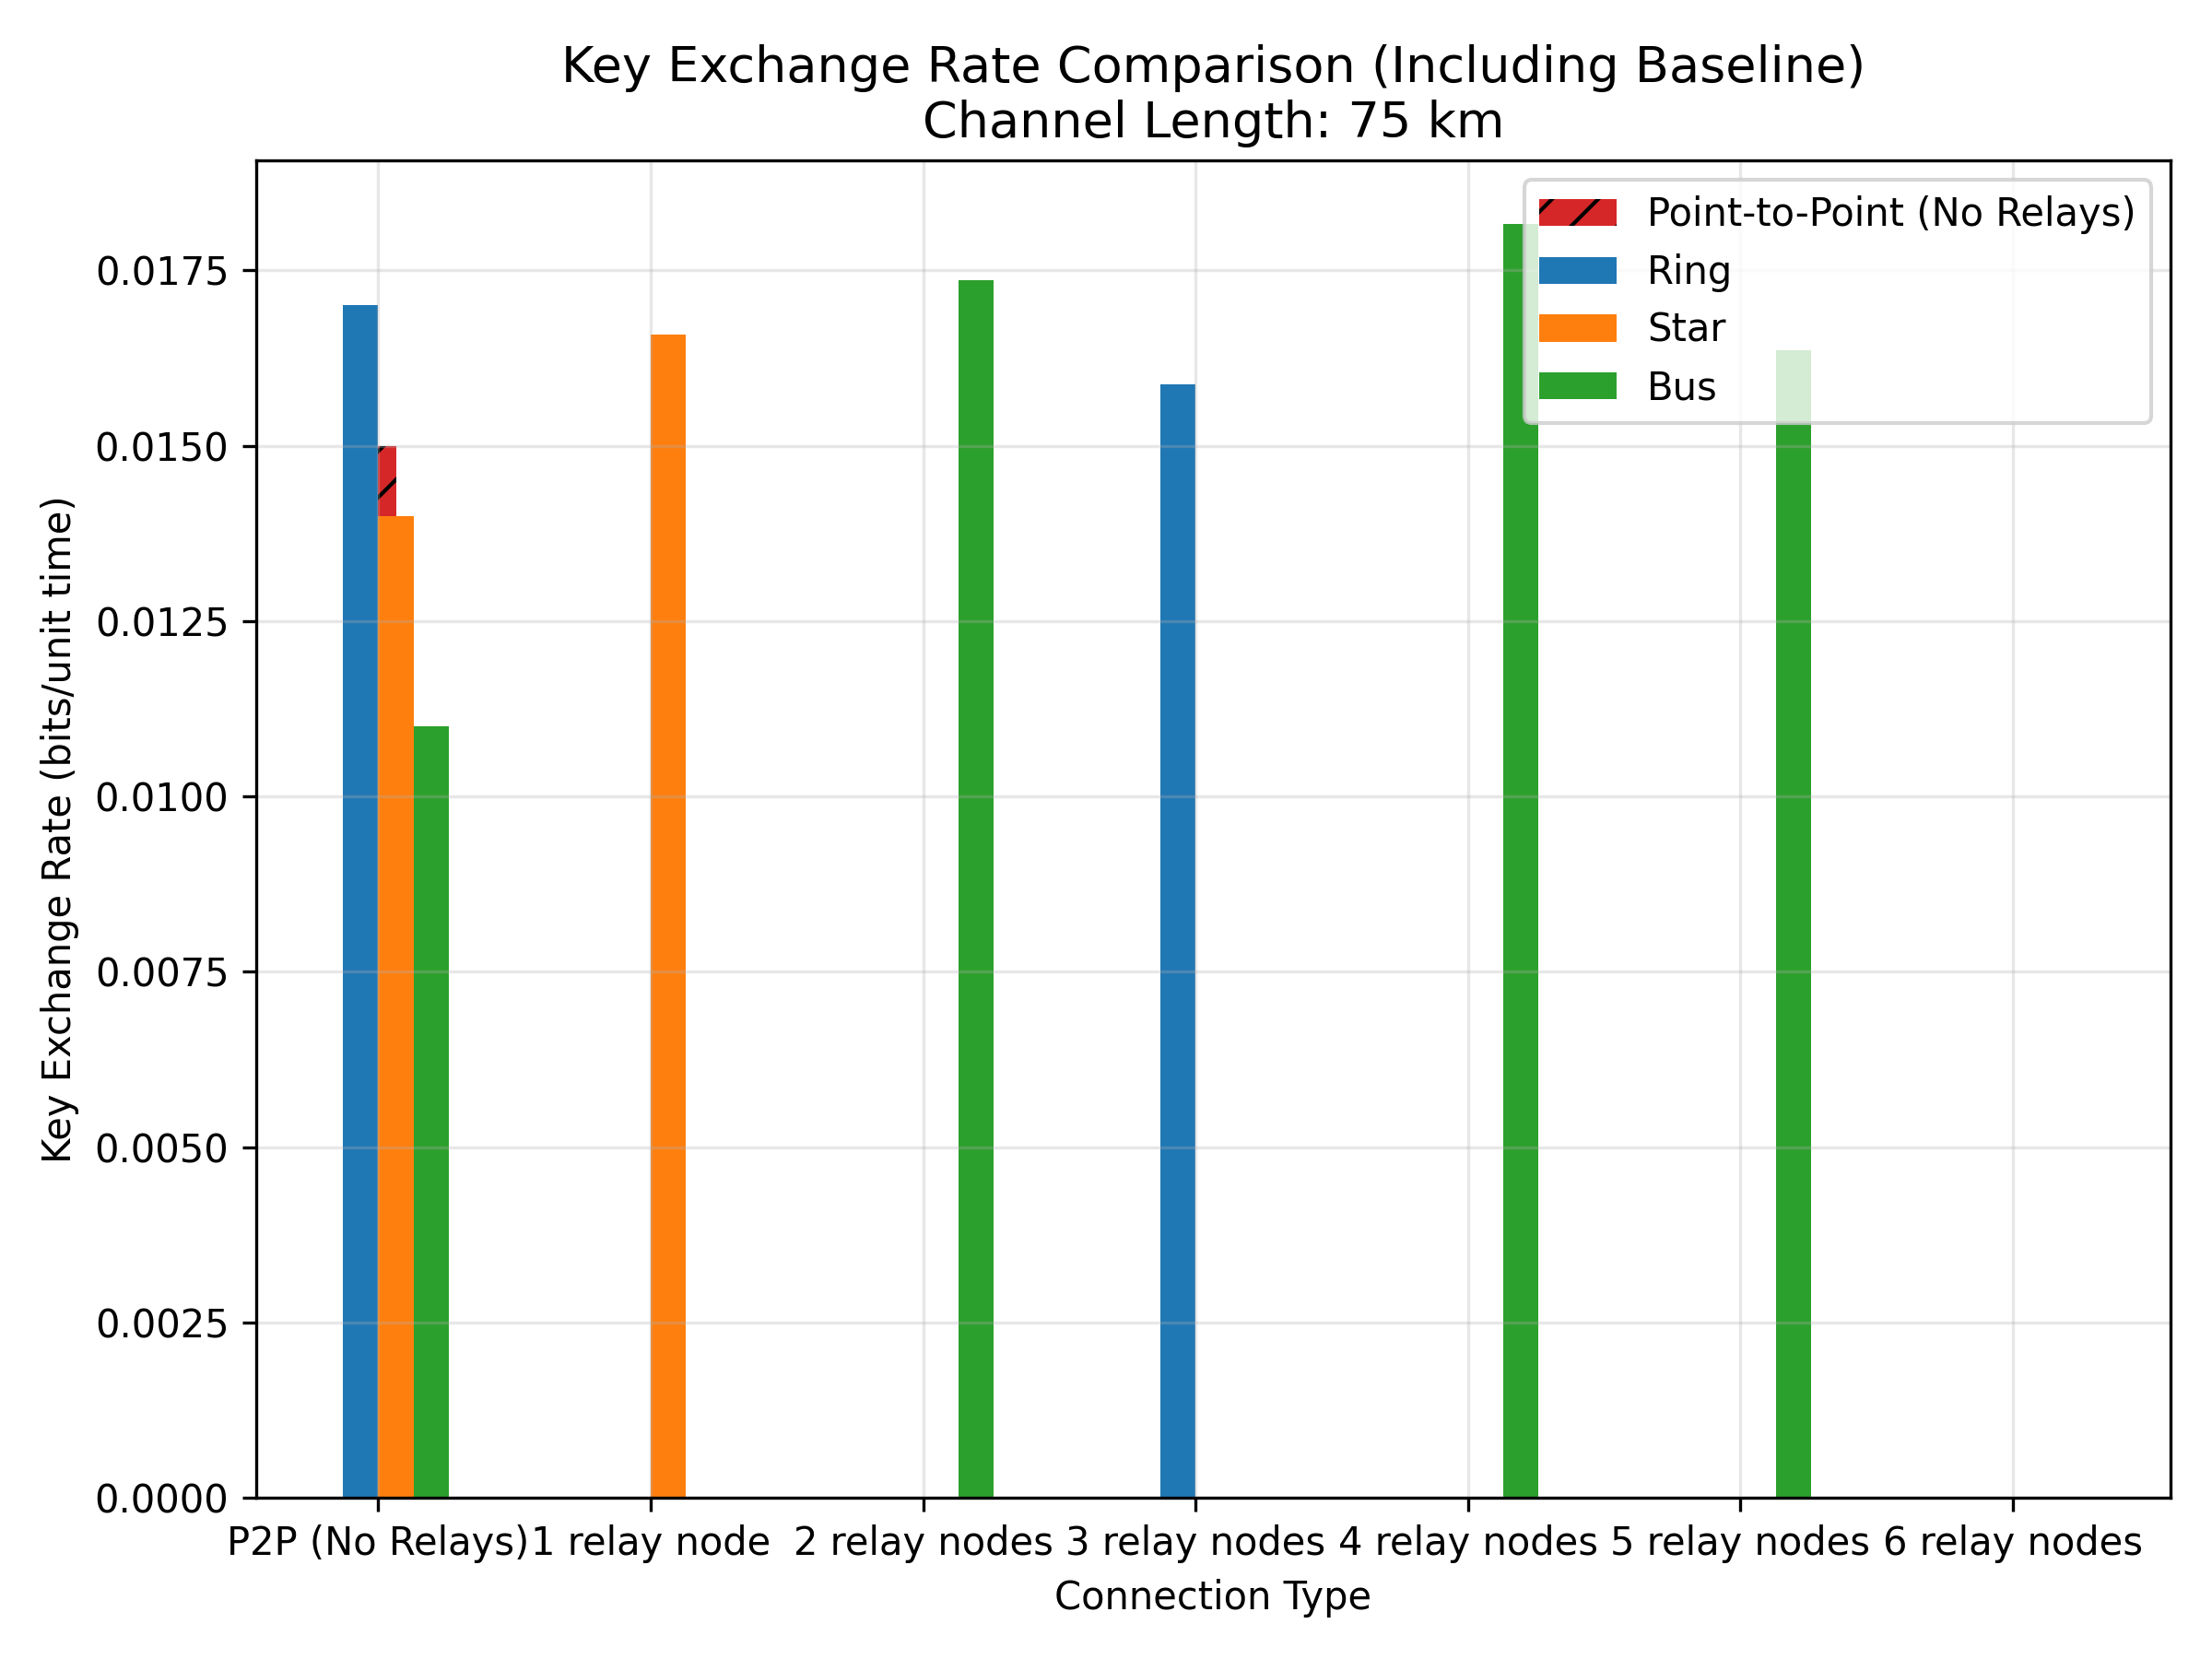 Key Exchange Rate Comparison (Including Baseline)
Channel Length: 75 km
Point-to-Point (No Relays)
Ring
Star
Bus
Key Exchange Rate (bits/unit time)
0.0175
0.0150
0.0125
0.0100
0.0075
0.0050
0.0025
0.0000
P2P (No Relays) 1 relay node 2 relay nodes 3 relay nodes 4 relay nodes 5 relay nodes 6 relay nodes
Connection Type